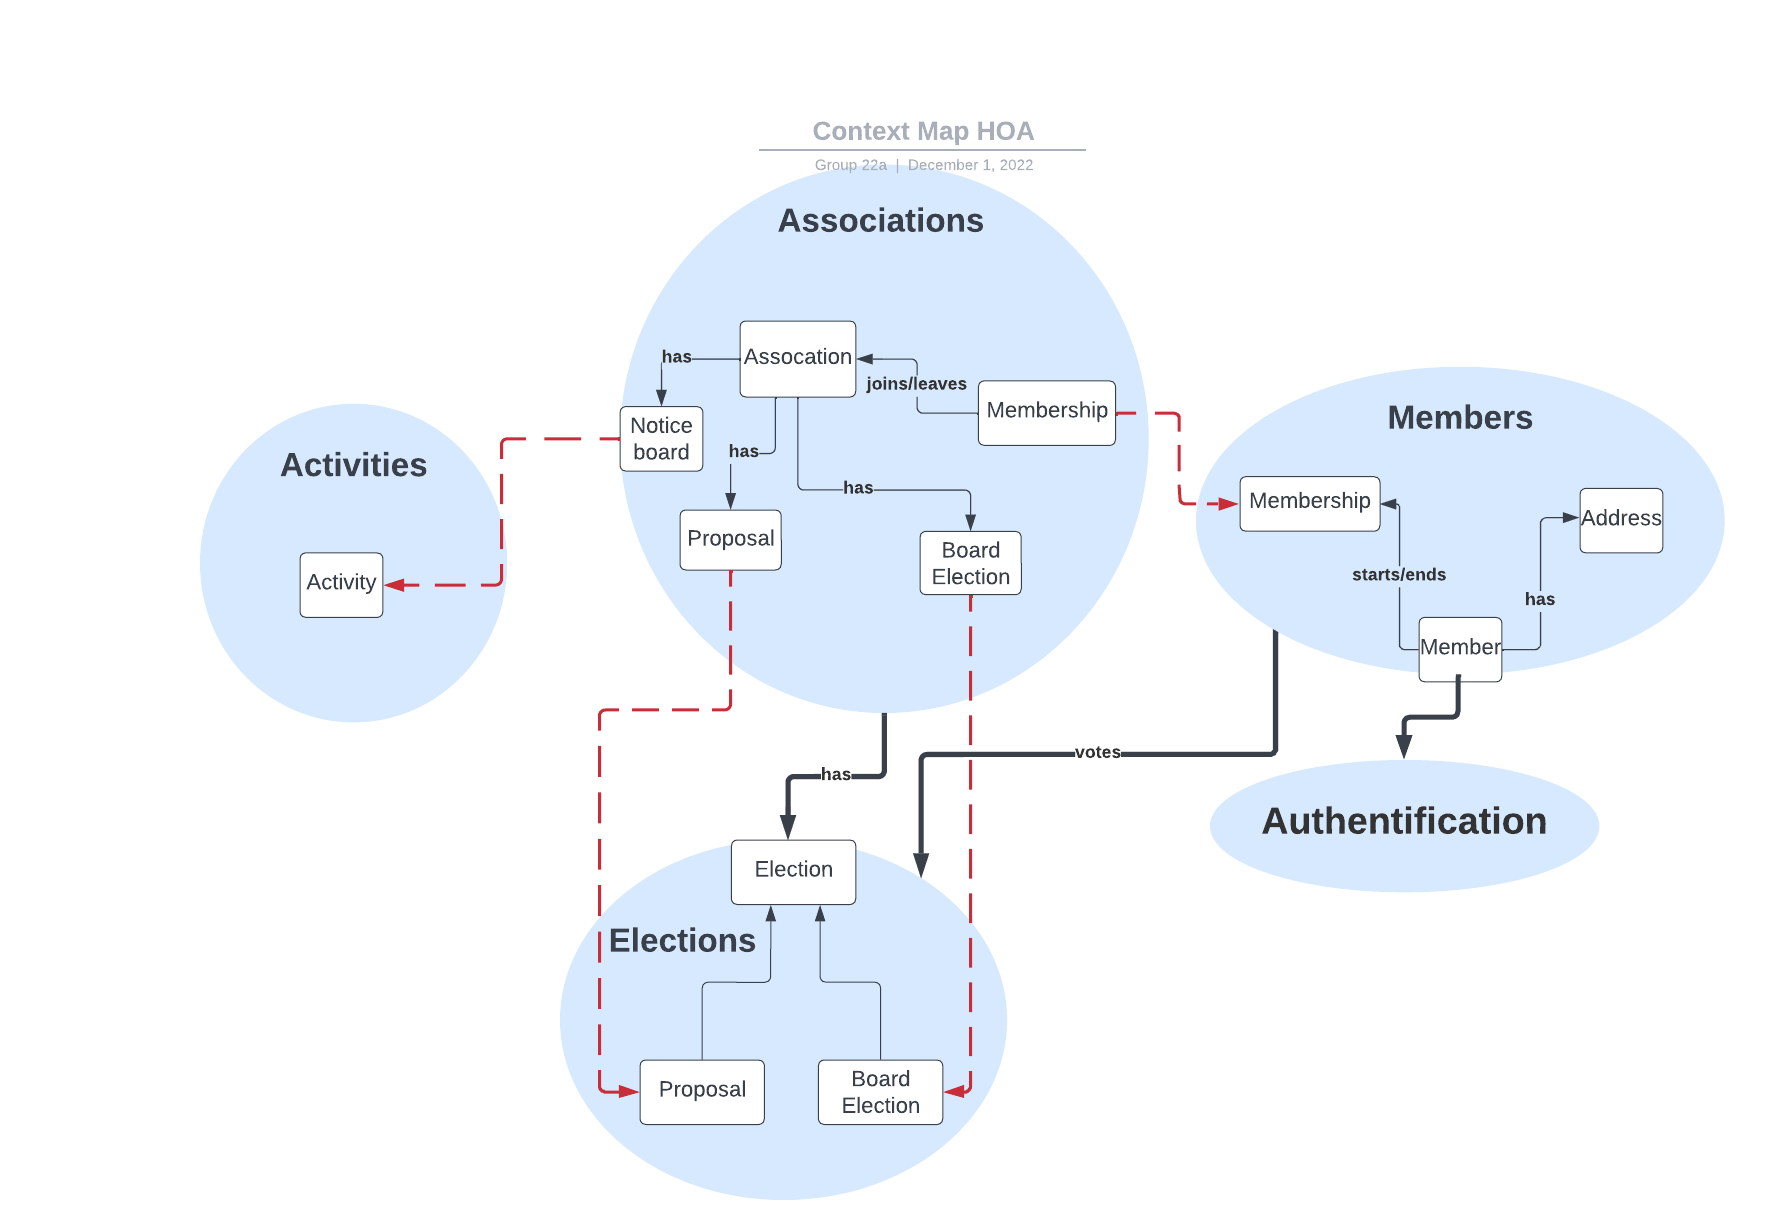 Context Map HOA
Group 22a | December 1, 2022
Associations
has
Assocation
joins/leaves
Membership
Notice
board
has
has
Proposal
Board
Election
Activities
Activity
Members
Membership
Address
starts/ends
has
Member
votes
has
Authentification
Election
Elections
Proposal
Board
Election